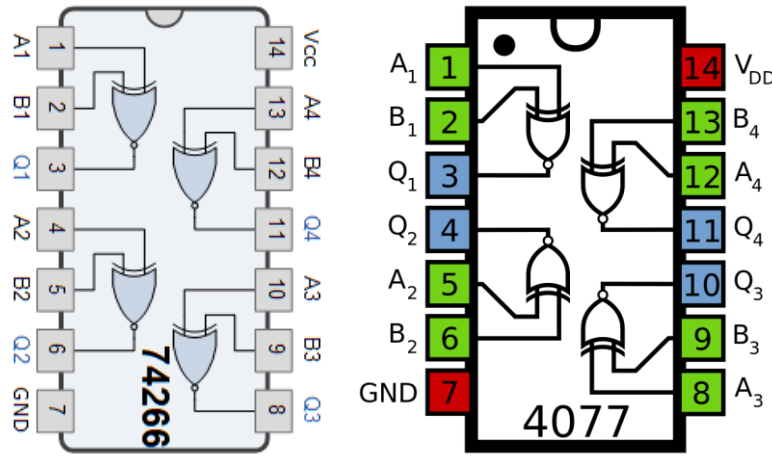 A1 1 14 Vcc
B1 2 13 A4
Q1 3 12 B4
A2 4 11 Q4
B2 5 10 A3
Q2 6 9 B3
GND 7 8 Q3
74266
A1 1 14 VDD
B1 2 13 B4
Q1 3 12 A4
Q2 4 11 Q4
A2 5 10 Q3
B2 6 9 B3
GND 7 8 A3
4077